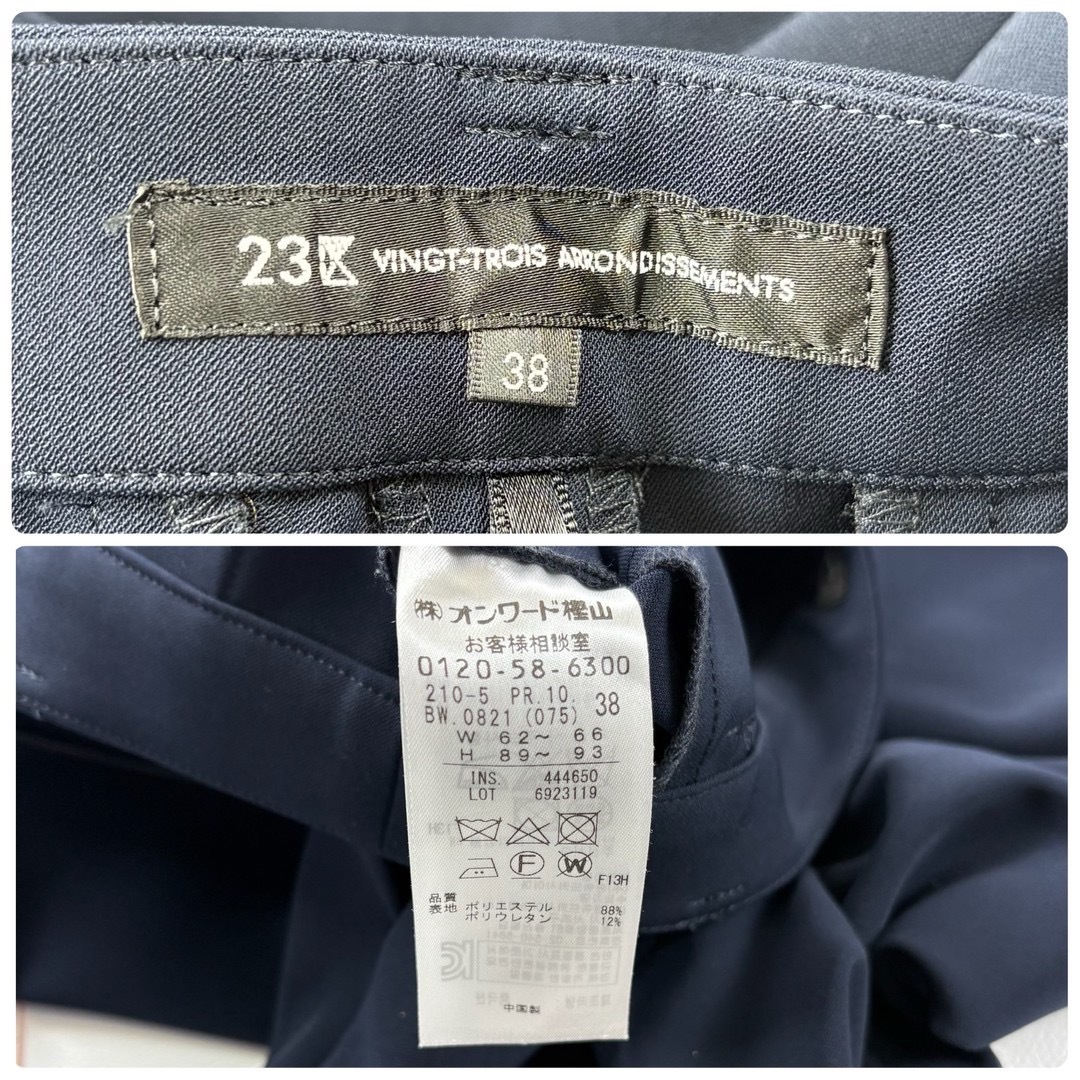 23区 VINGT-TROIS ARRONDISSEMENTS
38
(株)オンワード樫山
お客様相談室
0120-58-6300
210-5 PR.10. 38
BW.0821 (075)
W 62～ 66
H 89～ 93
INS. 444650
LOT 6923119
F W
F13H
品質
表地 ポリエステル 88%
ポリウレタン 12%
中国製